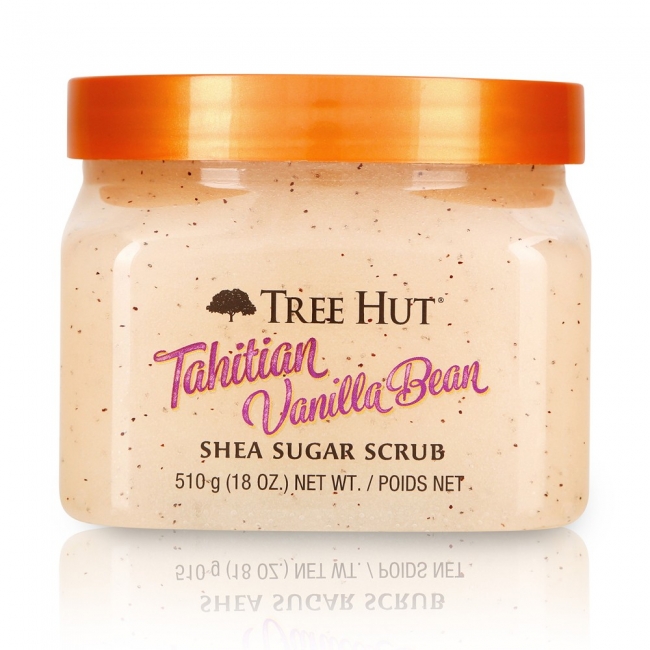 TREE HUT®
Tahitian
Vanilla Bean
SHEA SUGAR SCRUB
510 g (18 OZ.) NET WT. / POIDS NET